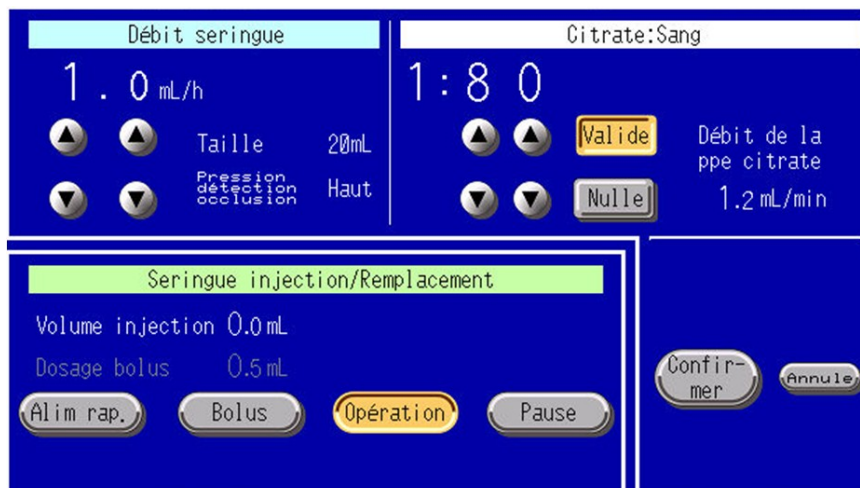 Débit seringue
1.0 mL/h
Taille 20mL
Pression
détection
occlusion
Haut
Citrate:Sang
1:80
Valide
Nulle
Débit de la
ppe citrate
1.2 mL/min
Seringue injection/Remplacement
Volume injection 0.0 mL
Dosage bolus 0.5 mL
Alim rap.
Bolus
Opération
Pause
Confir-
mer
Annule